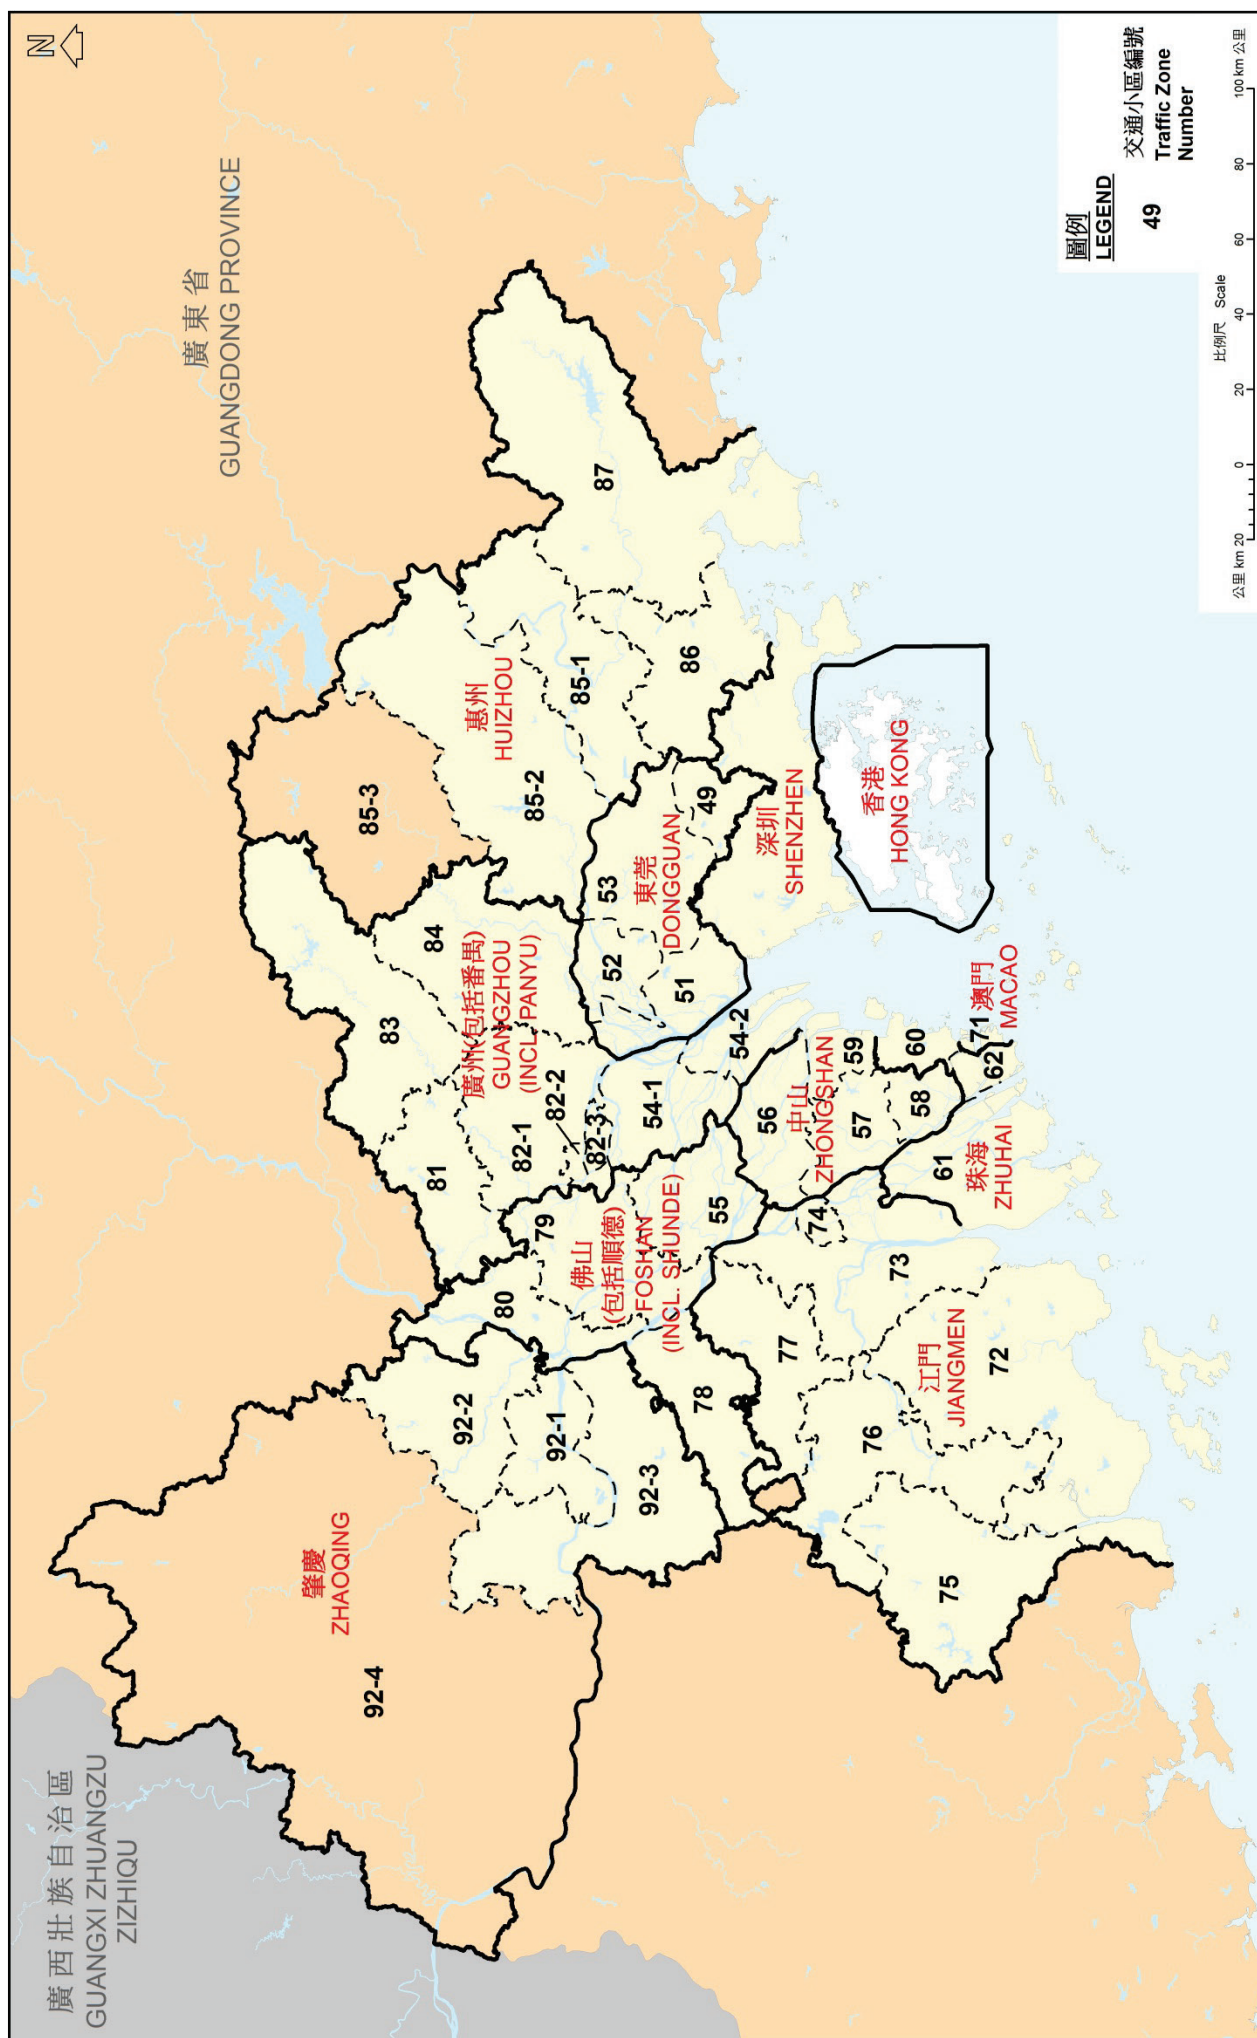 N
廣西壯族自治區
GUANGXI ZHUANGZU
ZIZHIQU
廣東省
GUANGDONG PROVINCE
肇慶
ZHAOQING
92-4
92-2
92-1
92-3
佛山
(包括順德)
FOSHAN
(INCL. SHUNDE)
80
79
55
78
廣州(包括番禺)
GUANGZHOU
(INCL. PANYU)
83
84
81
82-1
82-2
82-3
54-1
54-2
惠州
HUIZHOU
85-3
85-2
85-1
86
87
東莞
DONGGUAN
53
52
51
49
深圳
SHENZHEN
香港
HONG KONG
中山
ZHONGSHAN
56
59
57
58
珠海
ZHUHAI
60
61
62
71
澳門
MACAO
江門
JIANGMEN
77
74
73
76
72
75
圖例
LEGEND
49
交通小區編號
Traffic Zone
Number
比例尺 Scale
公里 km 20 0 20 40 60 80 100 km 公里